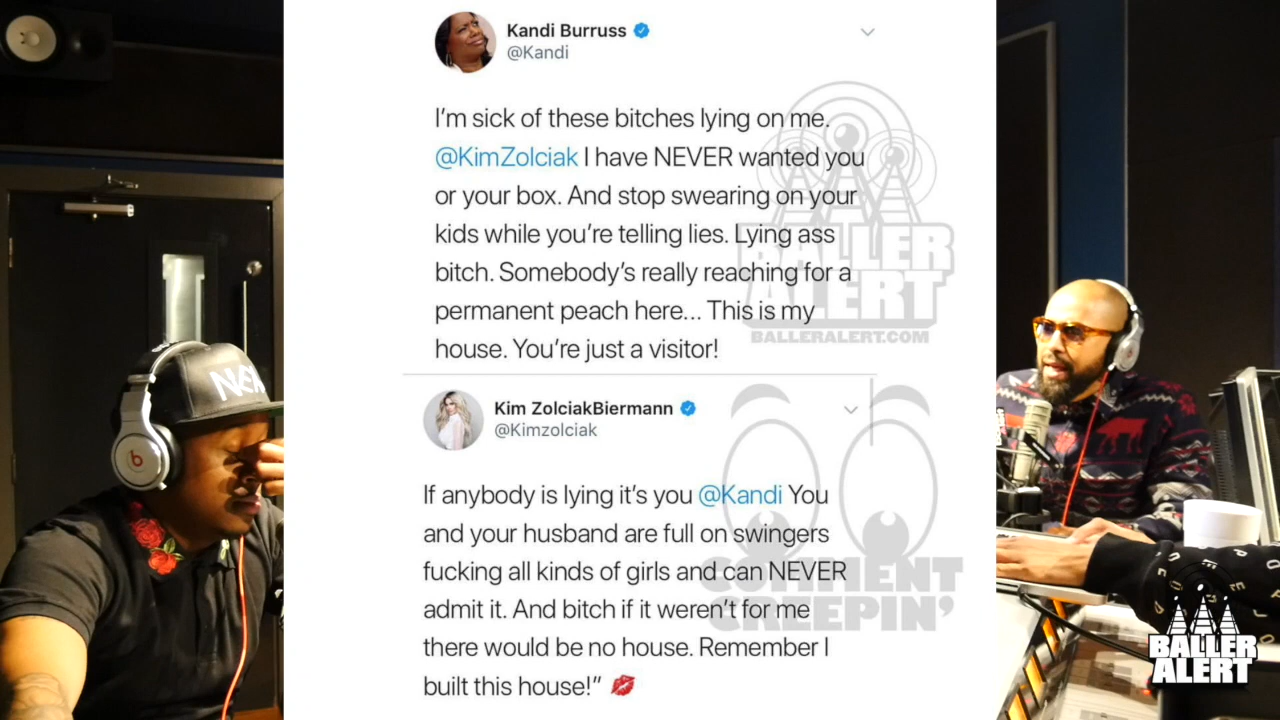 Kandi Burruss
@Kandi
I'm sick of these bitches lying on me.
@KimZolciak I have NEVER wanted you
or your box. And stop swearing on your
kids while you're telling lies. Lying ass
bitch. Somebody's really reaching for a
permanent peach here... This is my
house. You're just a visitor!
BALLER
ALERT
BALLERALERT.COM
Kim ZolciakBiermann
@Kimzolciak
If anybody is lying it's you @Kandi You
and your husband are full on swingers
fucking all kinds of girls and can NEVER
admit it. And bitch if it weren't for me
there would be no house. Remember I
built this house!” 💋
COMMENT
CREEPIN'
b
BALLER
ALERT